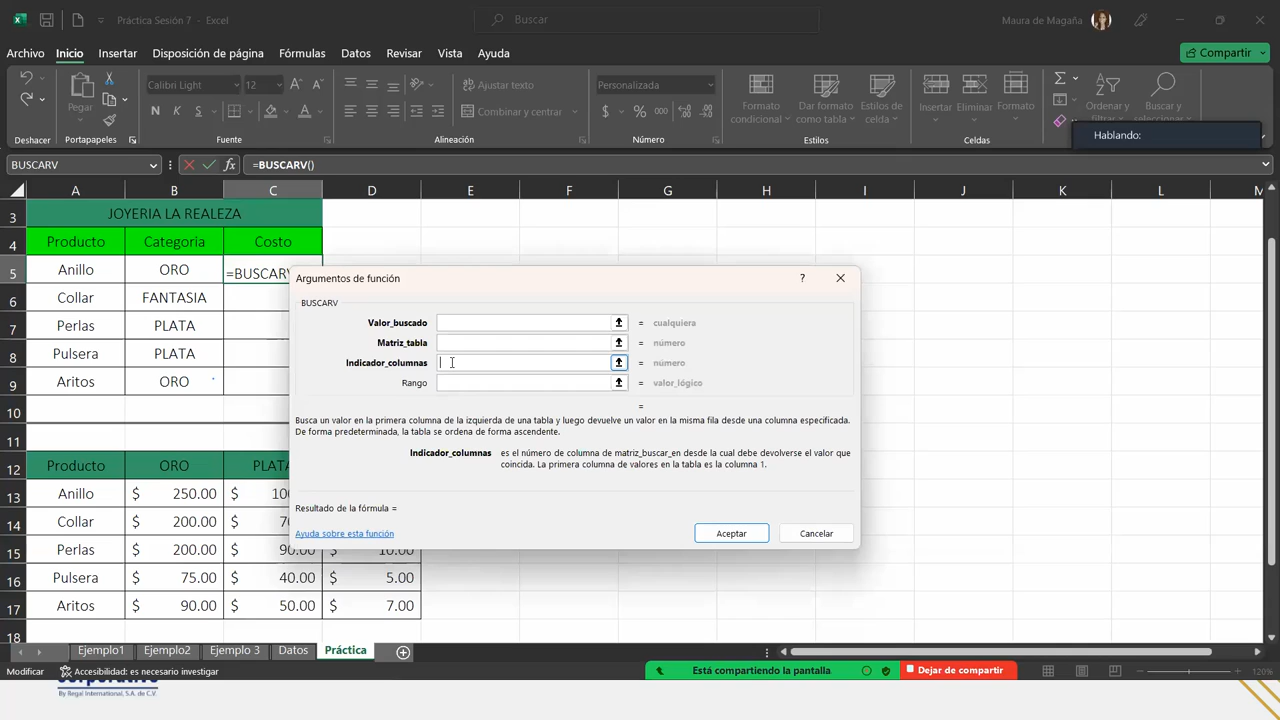 Práctica Sesión 7 - Excel
Buscar
Maura de Magaña
Archivo Inicio Insertar Disposición de página Fórmulas Datos Revisar Vista Ayuda
Compartir
Calibri Light 12
Ajustar texto
Personalizada
Pegar
N K S
Combinar y centrar
$ % 000
Formato condicional
Dar formato como tabla
Estilos de celda
Insertar Eliminar Formato
Ordenar y filtrar
Buscar y seleccionar
Deshacer Portapapeles Fuente Alineación Número Estilos Celdas
Hablando:
BUSCARV fx =BUSCARV()
A B C D E F G H I J K L M
3 JOYERIA LA REALEZA
4 Producto Categoria Costo
5 Anillo ORO =BUSCARV
6 Collar FANTASIA
7 Perlas PLATA
8 Pulsera PLATA
9 Aritos ORO
10
11
12 Producto ORO PLATA
13 Anillo $ 250.00 $
14 Collar $ 200.00 $
15 Perlas $ 200.00 $ 90.00 10.00
16 Pulsera $ 75.00 $ 40.00 $ 5.00
17 Aritos $ 90.00 $ 50.00 $ 7.00
18
Argumentos de función ?
BUSCARV
Valor_buscado = cualquiera
Matriz_tabla = número
Indicador_columnas = número
Rango = valor_lógico
=
Busca un valor en la primera columna de la izquierda de una tabla y luego devuelve un valor en la misma fila desde una columna especificada.
De forma predeterminada, la tabla se ordena de forma ascendente.
Indicador_columnas es el número de columna de matriz_buscar_en desde la cual debe devolverse el valor que
coincida. La primera columna de valores en la tabla es la columna 1.
Resultado de la fórmula =
Ayuda sobre esta función
Aceptar Cancelar
Ejemplo1 Ejemplo2 Ejemplo 3 Datos Práctica
Modificar Accesibilidad: es necesario investigar
Está compartiendo la pantalla
Dejar de compartir
120%
By Regal International, S.A. de C.V.